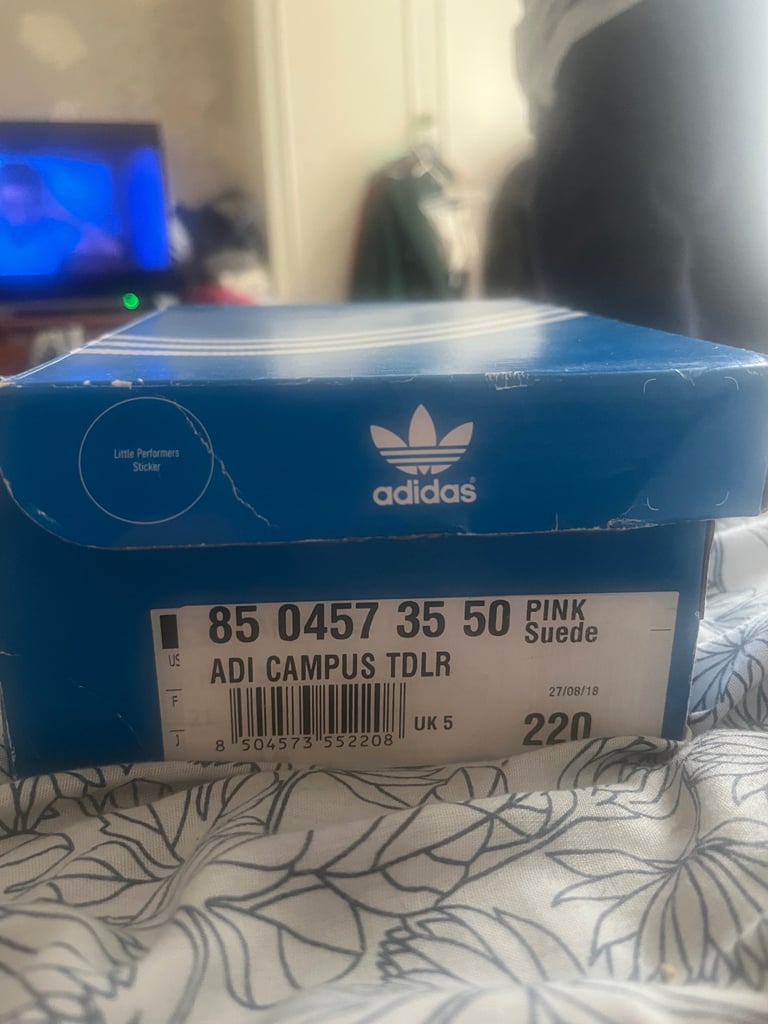 Little Performers
Sticker
adidas®
85 0457 35 50 PINK
Suede
US
ADI CAMPUS TDLR
F
27/08/18
UK 5
220
J
8 504573 552208